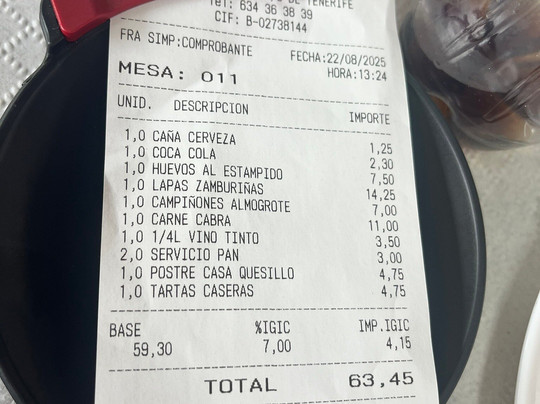 DE TENERIFE
Tel: 634 36 38 39
CIF: B-02738144
FRA SIMP:COMPROBANTE FECHA:22/08/2025
MESA: 011 HORA:13:24
UNID. DESCRIPCION IMPORTE
1,0 CAÑA CERVEZA 1,25
1,0 COCA COLA 2,30
1,0 HUEVOS AL ESTAMPIDO 7,50
1,0 LAPAS ZAMBURIÑAS 14,25
1,0 CAMPIÑONES ALMOGROTE 7,00
1,0 CARNE CABRA 11,00
1,0 1/4L VINO TINTO 3,50
2,0 SERVICIO PAN 3,00
1,0 POSTRE CASA QUESILLO 4,75
1,0 TARTAS CASERAS 4,75
BASE %IGIC IMP.IGIC
59,30 7,00 4,15
TOTAL 63,45